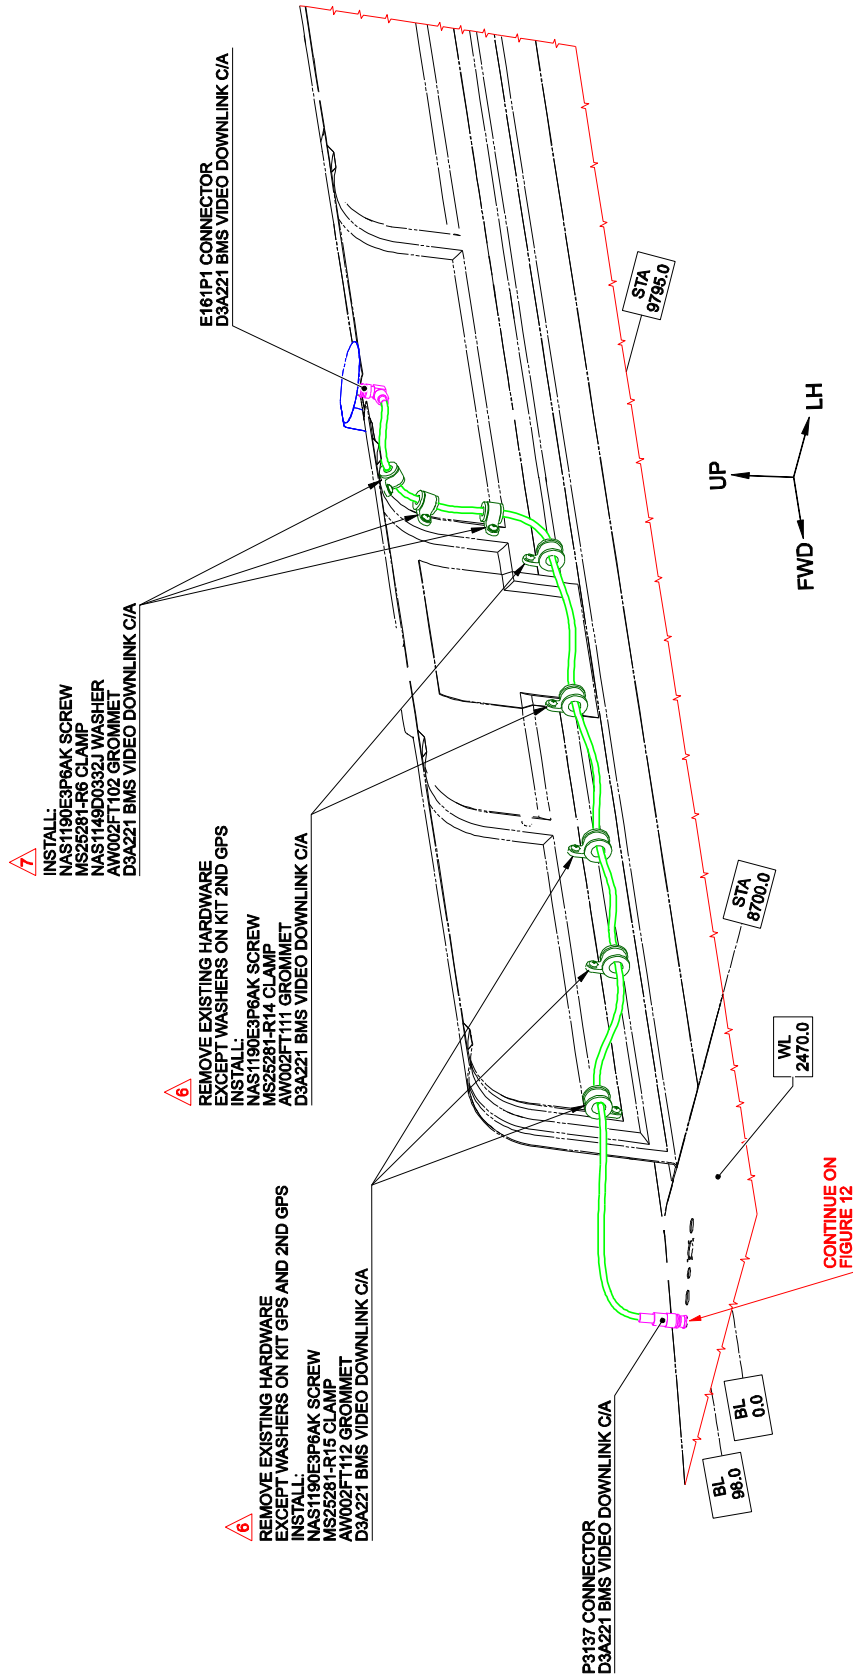 7
INSTALL:
NAS1190E3P6AK SCREW
MS25281-R6 CLAMP
NAS1149D0332J WASHER
AW002FT102 GROMMET
D3A221 BMS VIDEO DOWNLINK C/A
E161P1 CONNECTOR
D3A221 BMS VIDEO DOWNLINK C/A
6
REMOVE EXISTING HARDWARE
EXCEPT WASHERS ON KIT 2ND GPS
INSTALL:
NAS1190E3P6AK SCREW
MS25281-R14 CLAMP
AW002FT111 GROMMET
D3A221 BMS VIDEO DOWNLINK C/A
6
REMOVE EXISTING HARDWARE
EXCEPT WASHERS ON KIT GPS AND 2ND GPS
INSTALL:
NAS1190E3P6AK SCREW
MS25281-R15 CLAMP
AW002FT112 GROMMET
D3A221 BMS VIDEO DOWNLINK C/A
P3137 CONNECTOR
D3A221 BMS VIDEO DOWNLINK C/A
STA
9795.0
UP
FWD
LH
STA
8700.0
WL
2470.0
CONTINUE ON
FIGURE 12
BL
0.0
BL
98.0